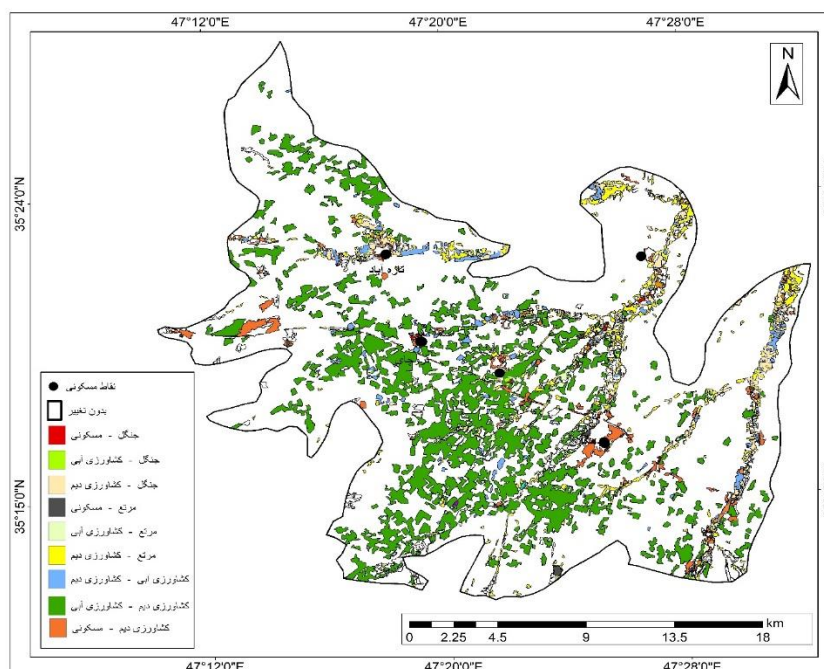 47°12'0"E 47°20'0"E 47°28'0"E
N
35°24'0"N
تازه آباد
نقاط مسکونی
بدون تغییر
جنگل - مسکونی
جنگل - کشاورزی آبی
جنگل - کشاورزی دیم
مرتع - مسکونی
مرتع - کشاورزی آبی
مرتع - کشاورزی دیم
کشاورزی آبی - کشاورزی دیم
کشاورزی دیم - کشاورزی آبی
کشاورزی دیم - مسکونی
35°15'0"N
km
0 2.25 4.5 9 13.5 18
47°12'0"E 47°20'0"E 47°28'0"E